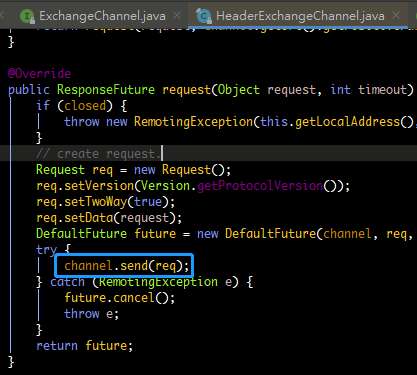 ExchangeChannel.java HeaderExchangeChannel.java
}
@Override
public ResponseFuture request(Object request, int timeout)
if (closed) {
throw new RemotingException(this.getLocalAddress(),
}
// create request.
Request req = new Request();
req.setVersion(Version.getProtocolVersion());
req.setTwoWay(true);
req.setData(request);
DefaultFuture future = new DefaultFuture(channel, req,
try {
channel.send(req);
} catch (RemotingException e) {
future.cancel();
throw e;
}
return future;
}